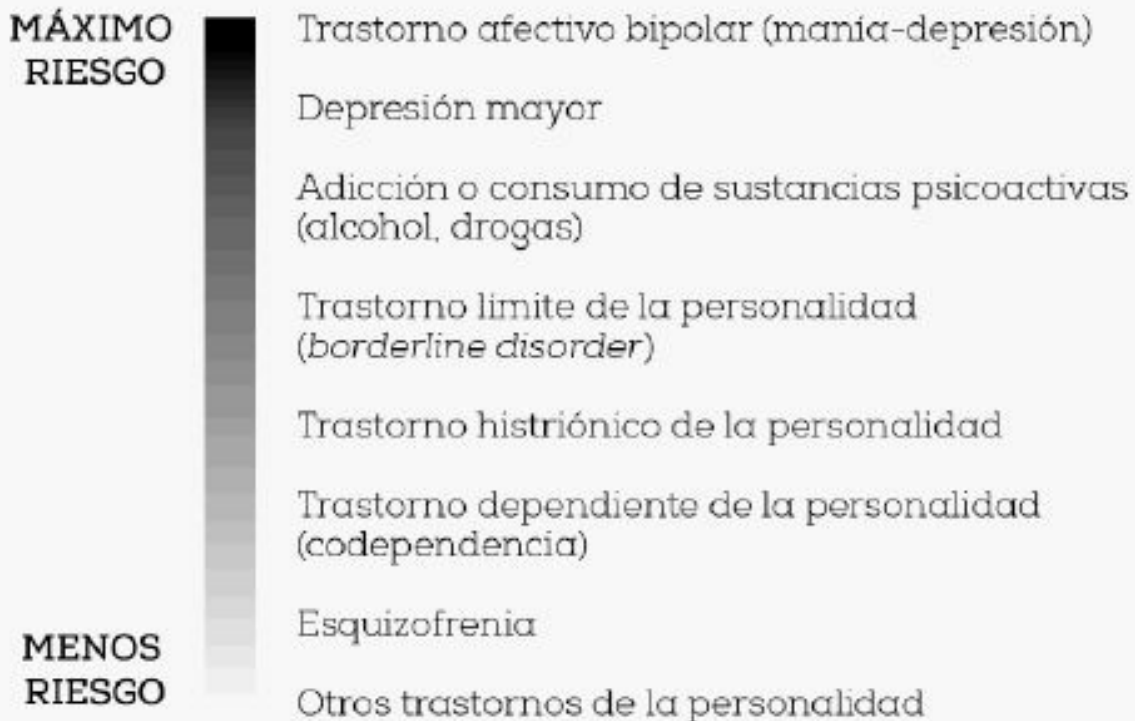 MÁXIMO
RIESGO
Trastorno afectivo bipolar (manía-depresión)
Depresión mayor
Adicción o consumo de sustancias psicoactivas
(alcohol, drogas)
Trastorno límite de la personalidad
(borderline disorder)
Trastorno histriónico de la personalidad
Trastorno dependiente de la personalidad
(codependencia)
Esquizofrenia
MENOS
RIESGO
Otros trastornos de la personalidad